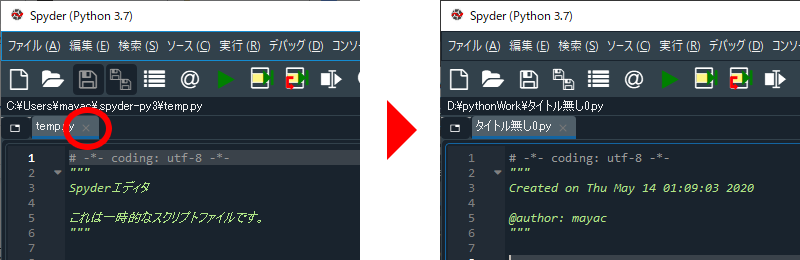 Spyder (Python 3.7)
ファイル (A) 編集 (E) 検索 (S) ソース (C) 実行 (R) デバッグ (D) コンソー
C:¥Users¥mayac¥.spyder-py3¥temp.py
temp.py
1 # -*- coding: utf-8 -*-
2 """
3 Spyderエディタ
4
5 これは一時的なスクリプトファイルです。
6 """
7
Spyder (Python 3.7)
ファイル (A) 編集 (E) 検索 (S) ソース (C) 実行 (R) デバッグ (D) コンソ
D:¥pythonWork¥タイトル無し0.py
タイトル無し0.py
1 # -*- coding: utf-8 -*-
2 """
3 Created on Thu May 14 01:09:03 2020
4
5 @author: mayac
6 """
7